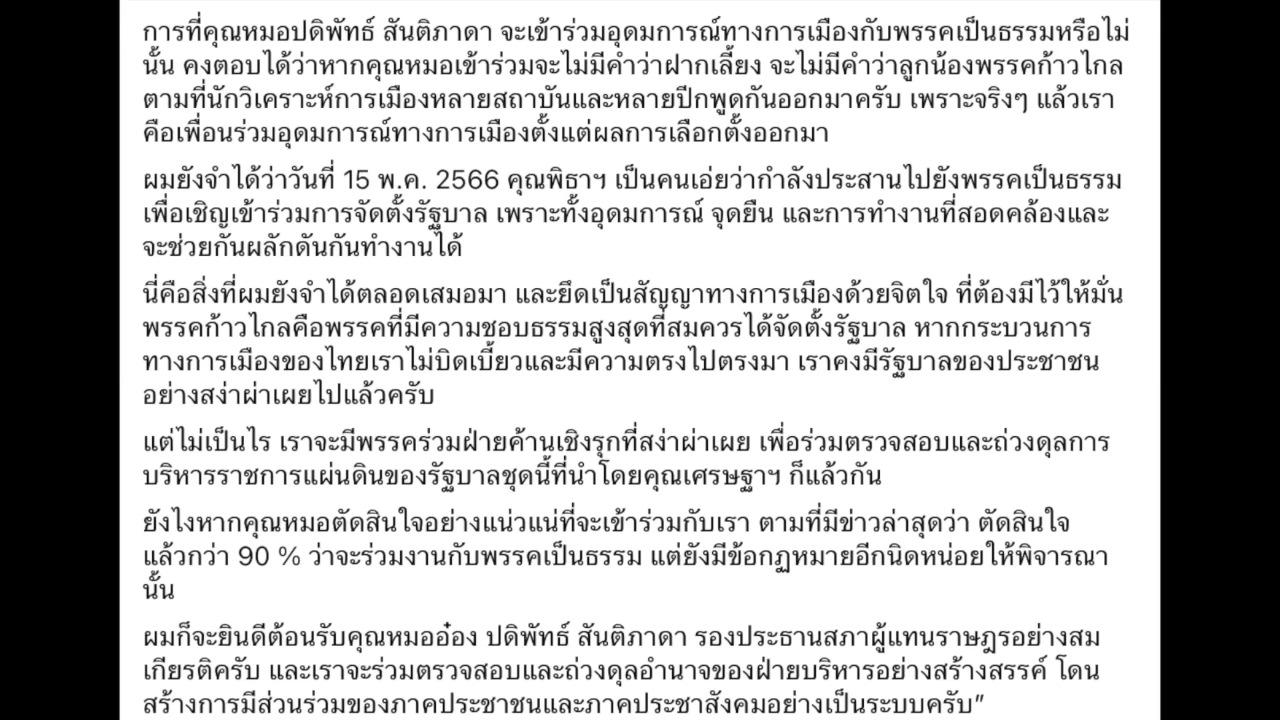 การที่คุณหมอปดิพัทธ์ สันติภาดา จะเข้าร่วมอุดมการณ์ทางการเมืองกับพรรคเป็นธรรมหรือไม่
นั้น คงตอบได้ว่าหากคุณหมอเข้าร่วมจะไม่มีคำว่าฝากเลี้ยง จะไม่มีคำว่าลูกน้องพรรคก้าวไกล
ตามที่นักวิเคราะห์การเมืองหลายสถาบันและหลายปีกพูดกันออกมาครับ เพราะจริงๆ แล้วเรา
คือเพื่อนร่วมอุดมการณ์ทางการเมืองตั้งแต่ผลการเลือกตั้งออกมา
ผมยังจำได้ว่าวันที่ 15 พ.ค. 2566 คุณพิธาฯ เป็นคนเอ่ยว่ากำลังประสานไปยังพรรคเป็นธรรม
เพื่อเชิญเข้าร่วมการจัดตั้งรัฐบาล เพราะทั้งอุดมการณ์ จุดยืน และการทำงานที่สอดคล้องและ
จะช่วยกันผลักดันกันทำงานได้
นี่คือสิ่งที่ผมยังจำได้ตลอดเสมอมา และยึดเป็นสัญญาทางการเมืองด้วยจิตใจ ที่ต้องมีไว้ให้มั่น
พรรคก้าวไกลคือพรรคที่มีความชอบธรรมสูงสุดที่สมควรได้จัดตั้งรัฐบาล หากกระบวนการ
ทางการเมืองของไทยเราไม่บิดเบี้ยวและมีความตรงไปตรงมา เราคงมีรัฐบาลของประชาชน
อย่างสง่าผ่าเผยไปแล้วครับ
แต่ไม่เป็นไร เราจะมีพรรคร่วมฝ่ายค้านเชิงรุกที่สง่าผ่าเผย เพื่อร่วมตรวจสอบและถ่วงดุลการ
บริหารราชการแผ่นดินของรัฐบาลชุดนี้ที่นำโดยคุณเศรษฐาฯ ก็แล้วกัน
ยังไงหากคุณหมอตัดสินใจอย่างแน่วแน่ที่จะเข้าร่วมกับเรา ตามที่มีข่าวล่าสุดว่า ตัดสินใจ
แล้วกว่า 90 % ว่าจะร่วมงานกับพรรคเป็นธรรม แต่ยังมีข้อกฏหมายอีกนิดหน่อยให้พิจารณา
นั้น
ผมก็จะยินดีต้อนรับคุณหมออ๋อง ปดิพัทธ์ สันติภาดา รองประธานสภาผู้แทนราษฎรอย่างสม
เกียรติครับ และเราจะร่วมตรวจสอบและถ่วงดุลอำนาจของฝ่ายบริหารอย่างสร้างสรรค์ โดน
สร้างการมีส่วนร่วมของภาคประชาชนและภาคประชาสังคมอย่างเป็นระบบครับ”